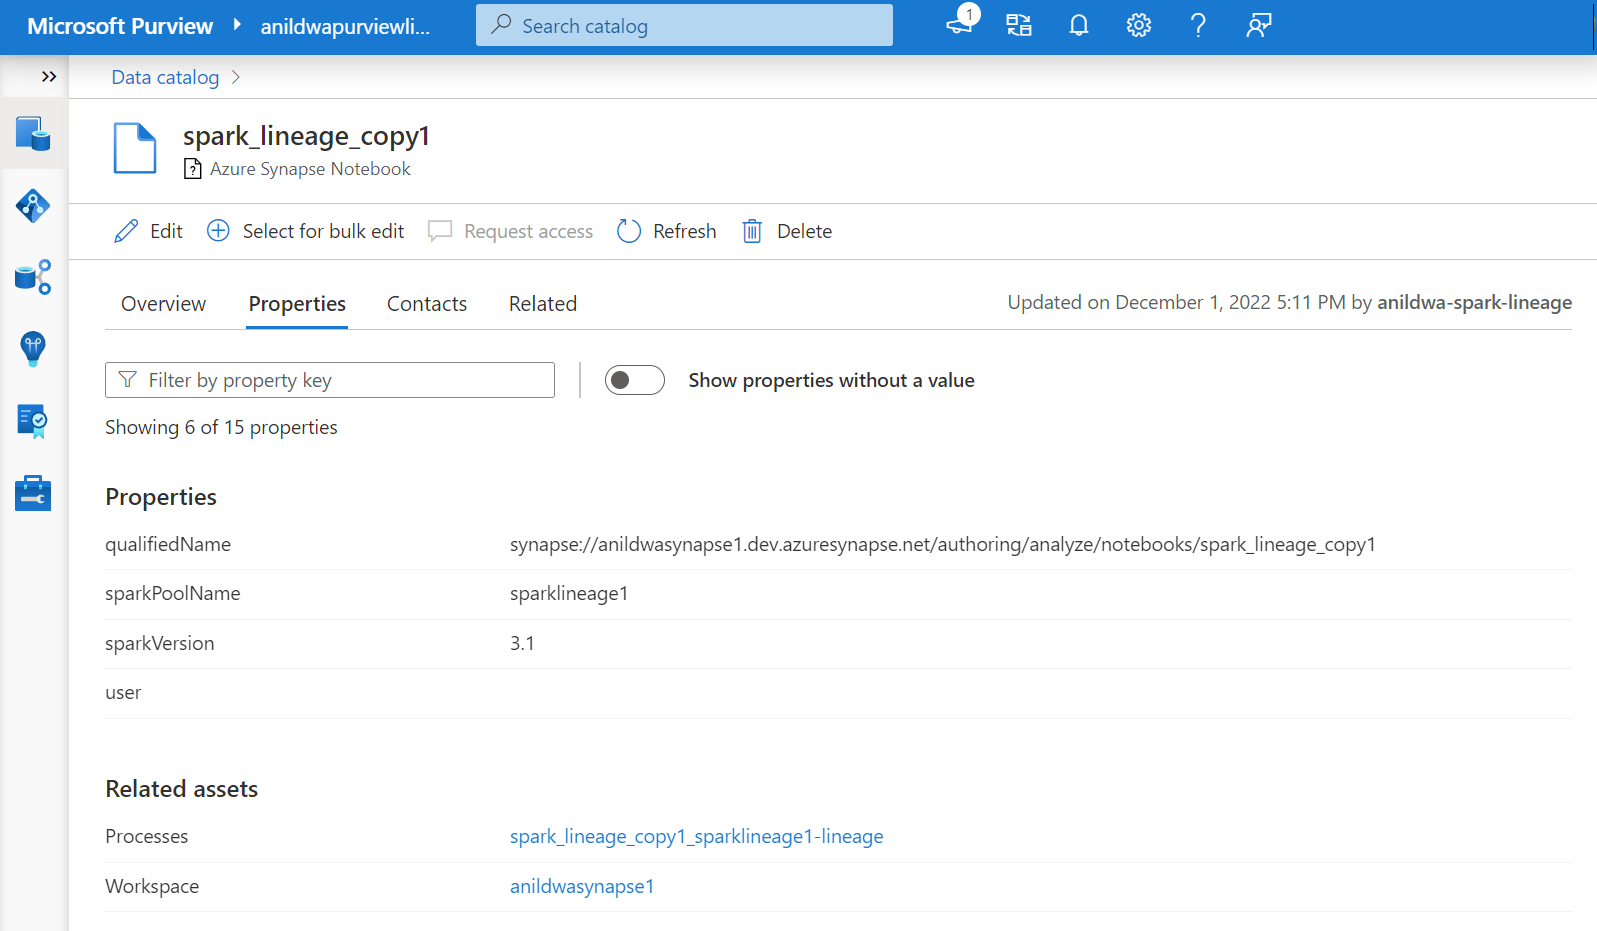 Microsoft Purview anildwapurviewli... Search catalog 1
Data catalog
spark_lineage_copy1
Azure Synapse Notebook
Edit Select for bulk edit Request access Refresh Delete
Overview Properties Contacts Related Updated on December 1, 2022 5:11 PM by anildwa-spark-lineage
Filter by property key Show properties without a value
Showing 6 of 15 properties
Properties
qualifiedName synapse://anildwasynapse1.dev.azuresynapse.net/authoring/analyze/notebooks/spark_lineage_copy1
sparkPoolName sparklineage1
sparkVersion 3.1
user
Related assets
Processes spark_lineage_copy1_sparklineage1-lineage
Workspace anildwasynapse1